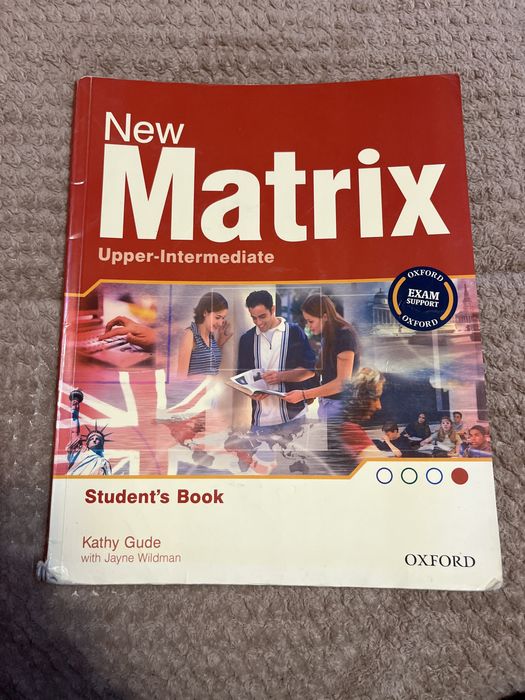 New
Matrix
Upper-Intermediate
OXFORD
EXAM
SUPPORT
OXFORD
Student's Book
Kathy Gude
with Jayne Wildman
OXFORD